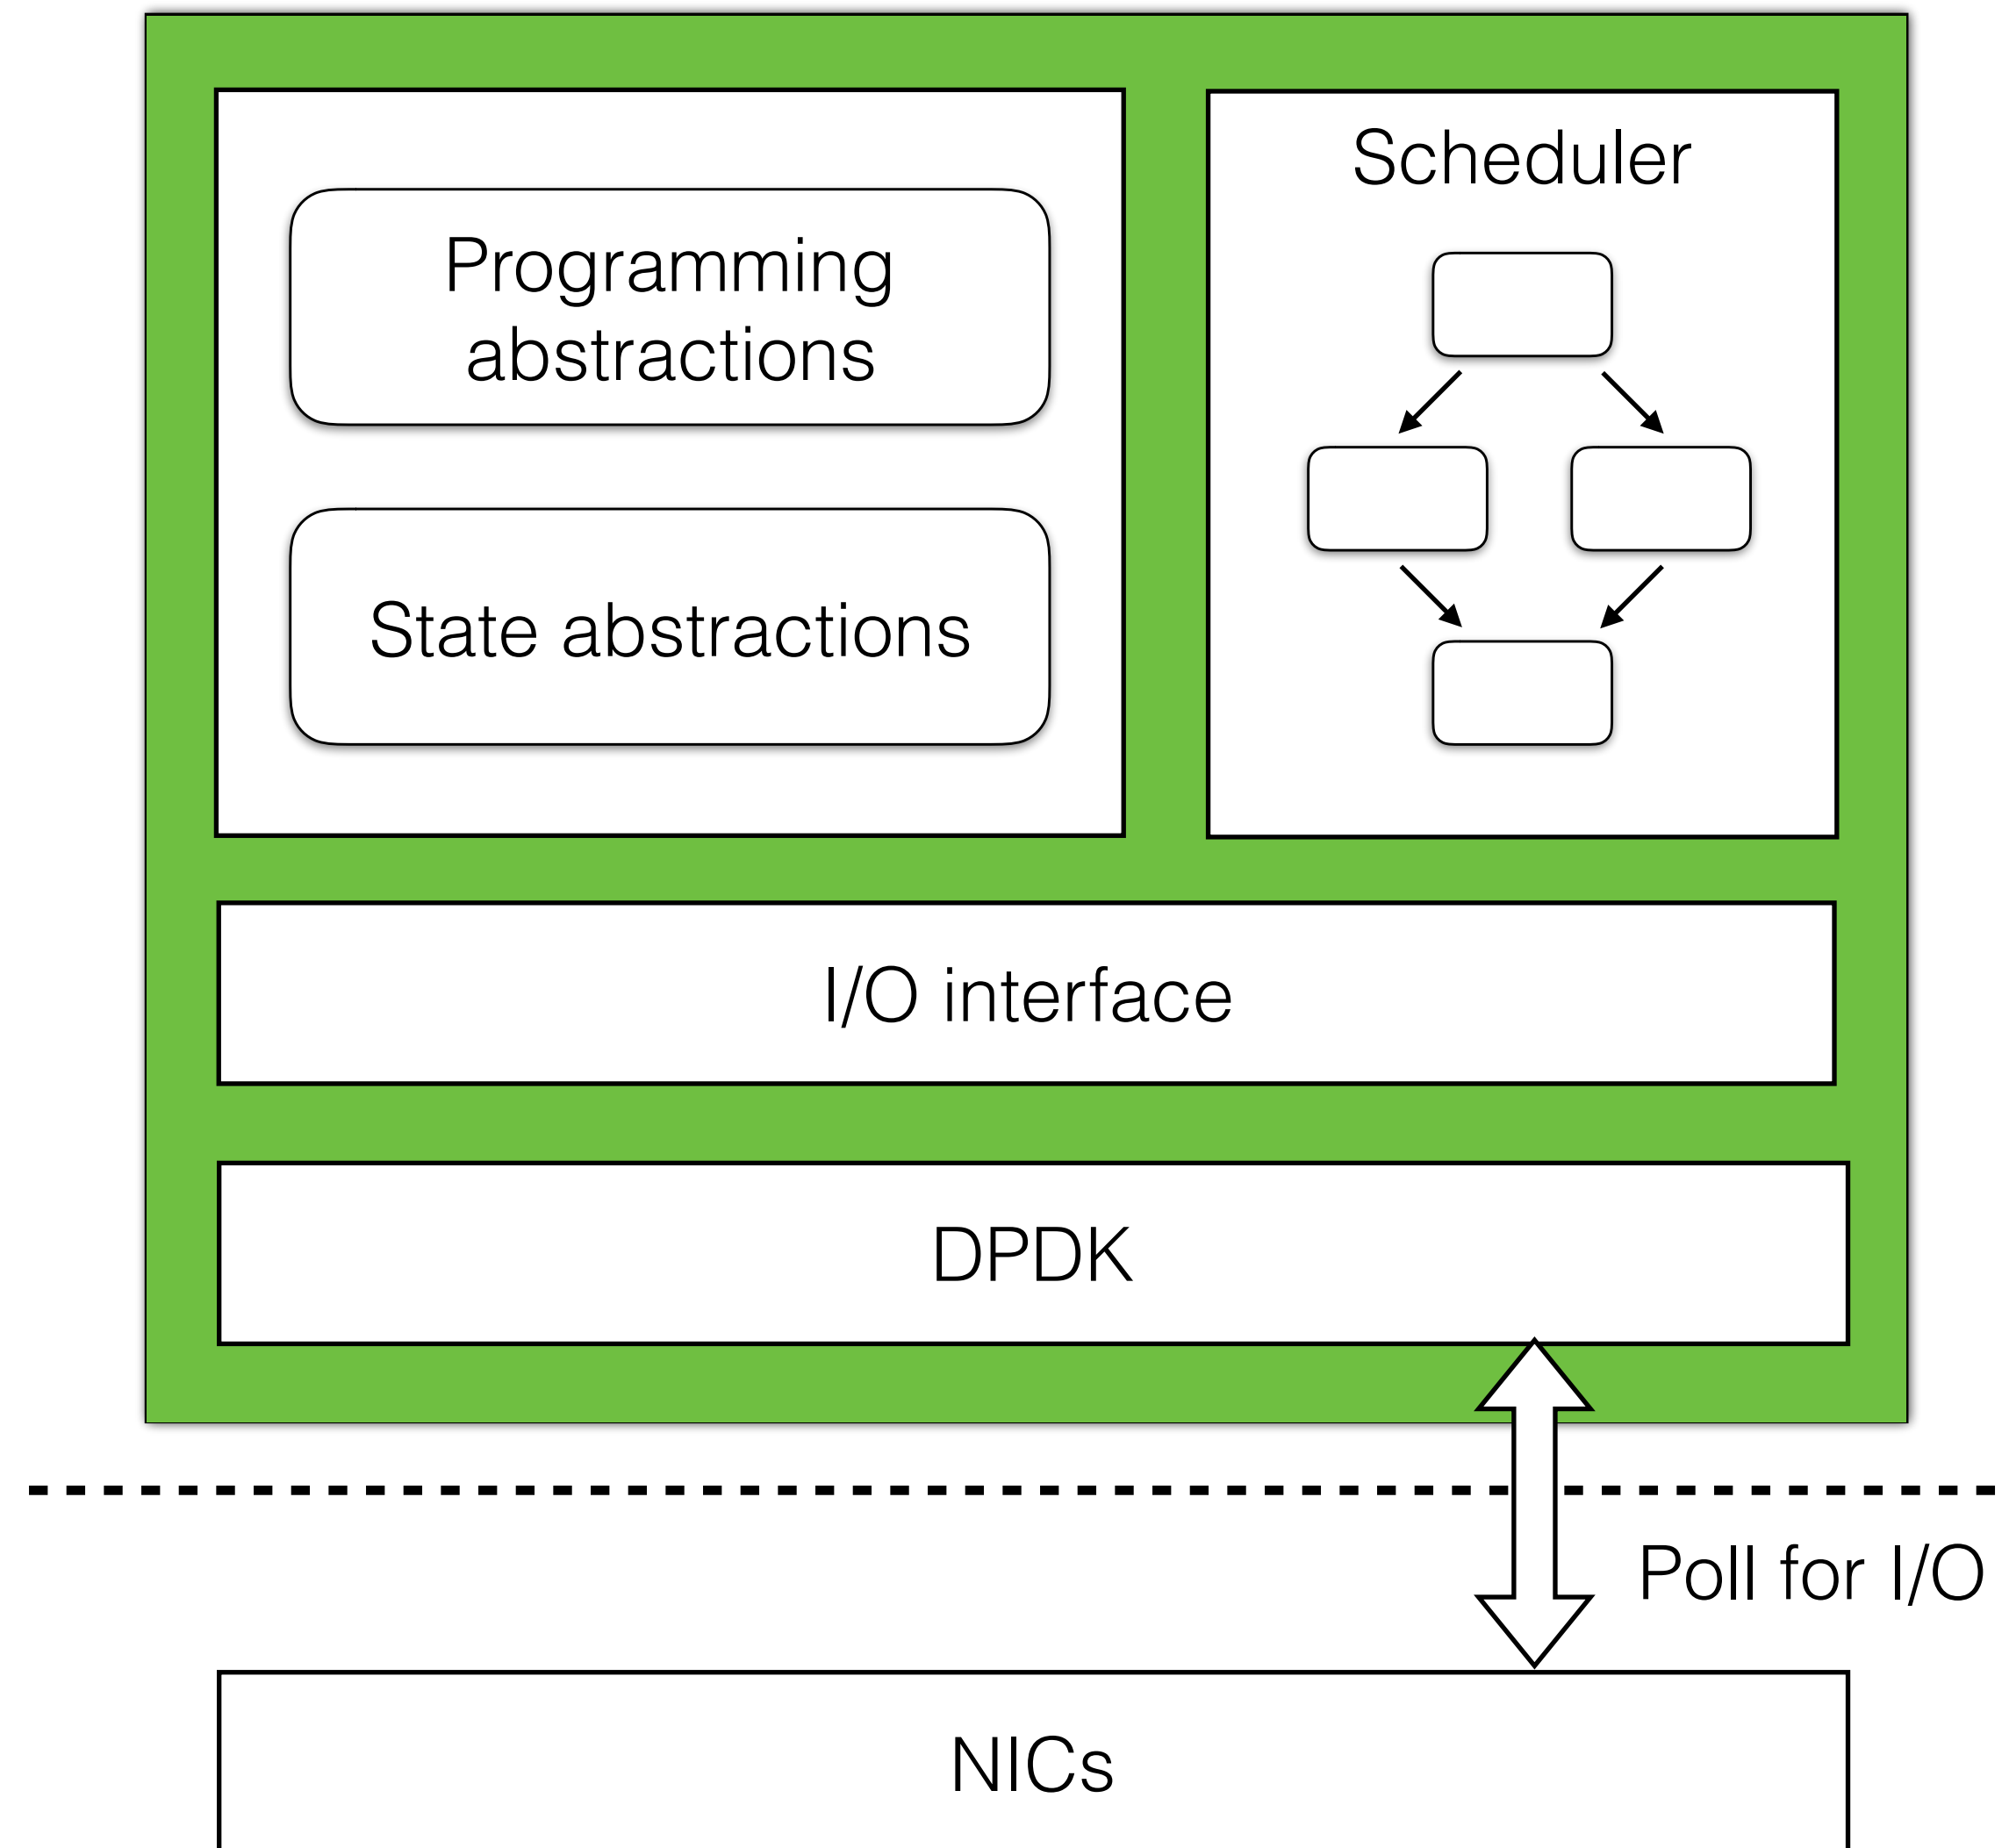 Programming
abstractions
State abstractions
Scheduler
I/O interface
DPDK
Poll for I/O
NICs